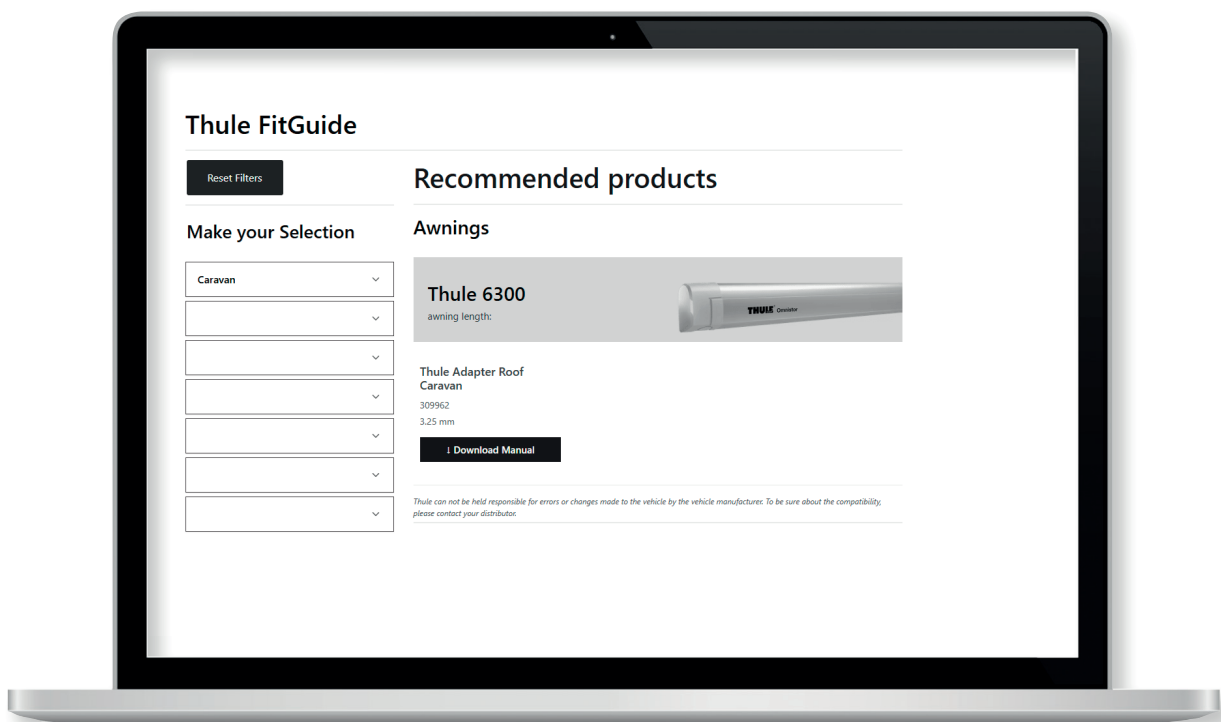 Thule FitGuide
Reset Filters
Make your Selection
Caravan
Recommended products
Awnings
Thule 6300
awning length:
THULE Omnistor
Thule Adapter Roof
Caravan
309962
3.25 mm
↓ Download Manual
Thule can not be held responsible for errors or changes made to the vehicle by the vehicle manufacturer. To be sure about the compatibility,
please contact your distributor.